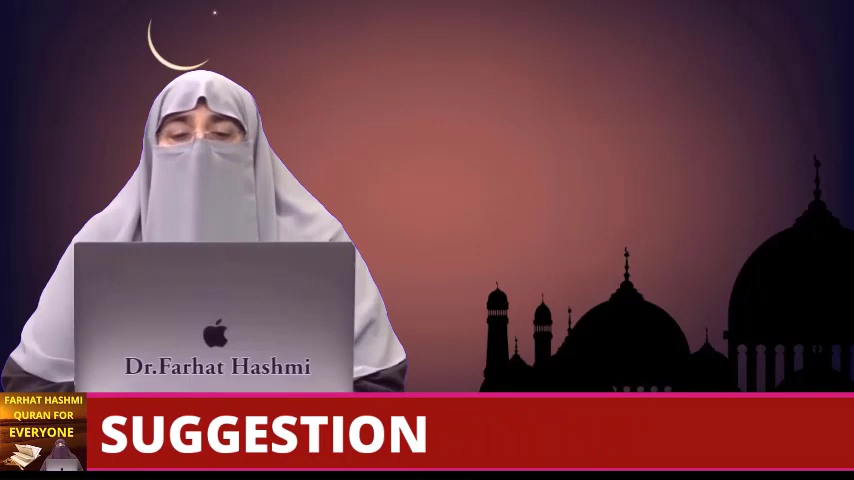 Dr.Farhat Hashmi
FARHAT HASHMI
QURAN FOR
EVERYONE
SUGGESTION